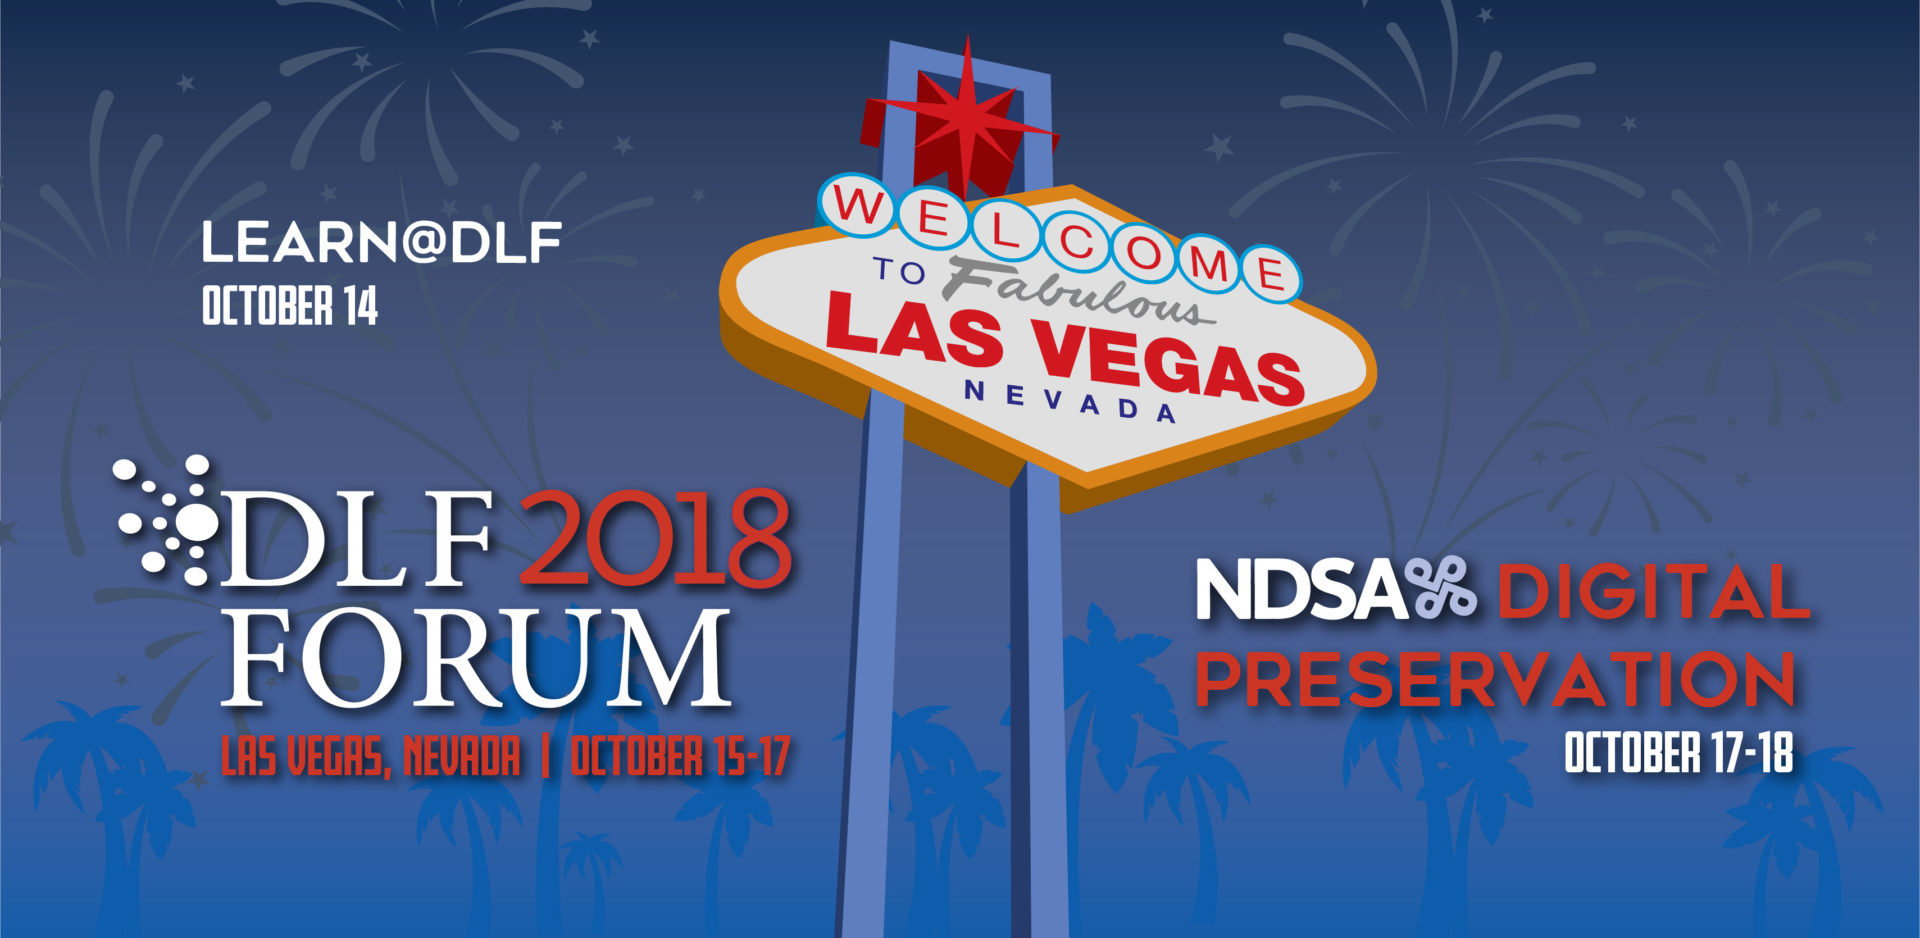 LEARN@DLF
OCTOBER 14
WELCOME
TO Fabulous
LAS VEGAS
NEVADA
DLF 2018
FORUM
LAS VEGAS, NEVADA | OCTOBER 15-17
NDSA DIGITAL
PRESERVATION
OCTOBER 17-18